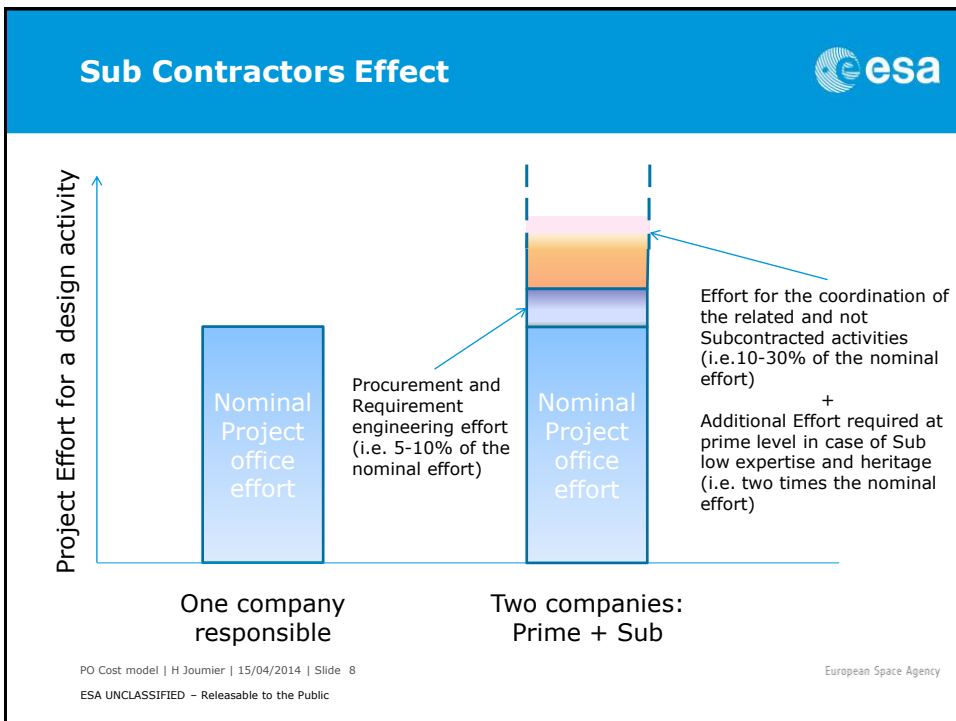 Sub Contractors Effect
esa
Project Effort for a design activity
Nominal
Project
office
effort
Procurement and
Requirement
engineering effort
(i.e. 5-10% of the
nominal effort)
Nominal
Project
office
effort
Effort for the coordination of
the related and not
Subcontracted activities
(i.e.10-30% of the nominal
effort)
+
Additional Effort required at
prime level in case of Sub
low expertise and heritage
(i.e. two times the nominal
effort)
One company
responsible
Two companies:
Prime + Sub
PO Cost model | H Joumier | 15/04/2014 | Slide 8
European Space Agency
ESA UNCLASSIFIED – Releasable to the Public